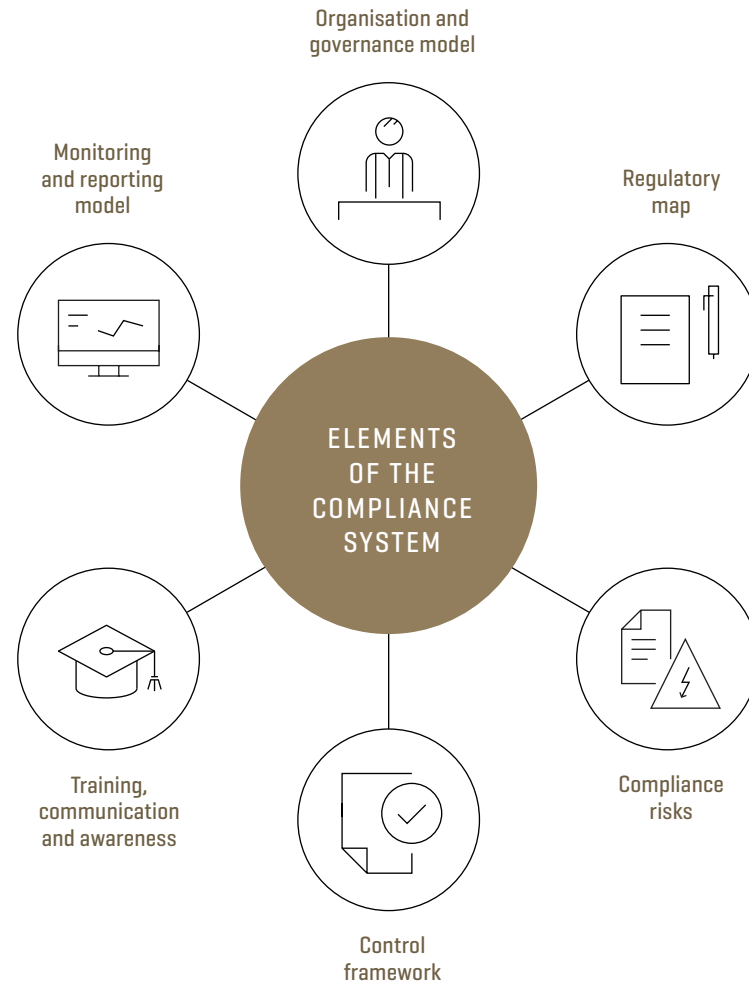 Organisation and
governance model
Monitoring
and reporting
model
Regulatory
map
ELEMENTS
OF THE
COMPLIANCE
SYSTEM
Training,
communication
and awareness
Compliance
risks
Control
framework